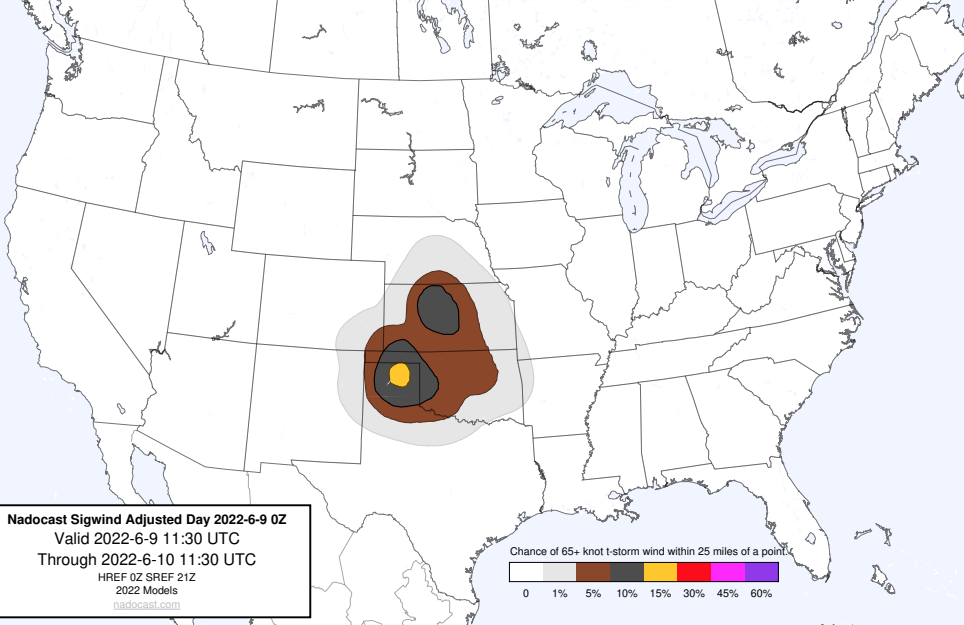 Nadocast Sigwind Adjusted Day 2022-6-9 0Z
Valid 2022-6-9 11:30 UTC
Through 2022-6-10 11:30 UTC
HREF 0Z SREF 21Z
2022 Models
nadocast.com
Chance of 65+ knot t-storm wind within 25 miles of a point.
0 1% 5% 10% 15% 30% 45% 60%